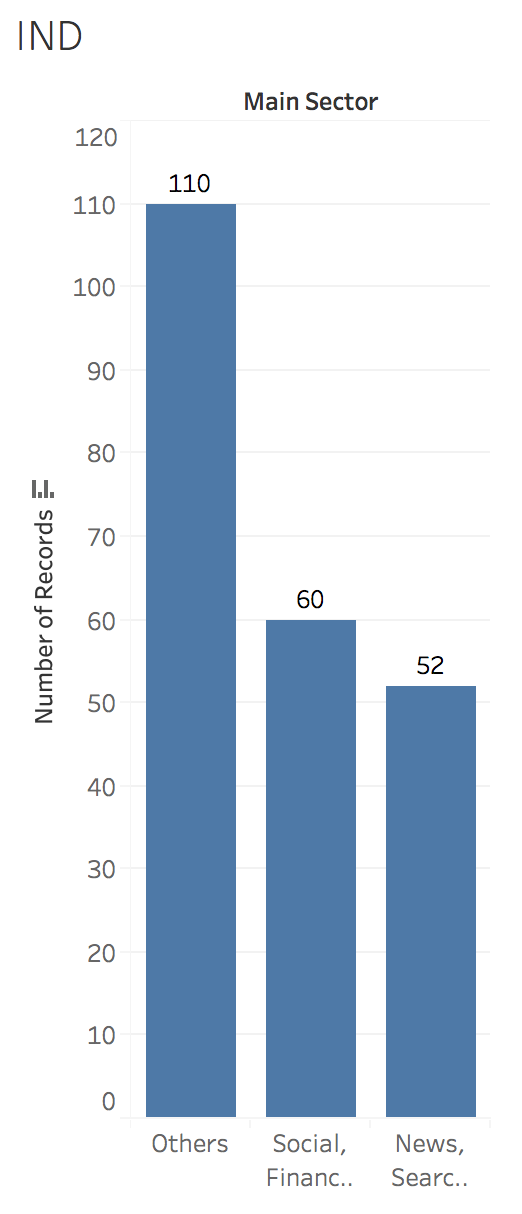 IND
Main Sector
120
110
110
100
90
80
70
60
60
52
50
40
30
20
10
0
Number of Records
Others
Social,
Financ..
News,
Searc..